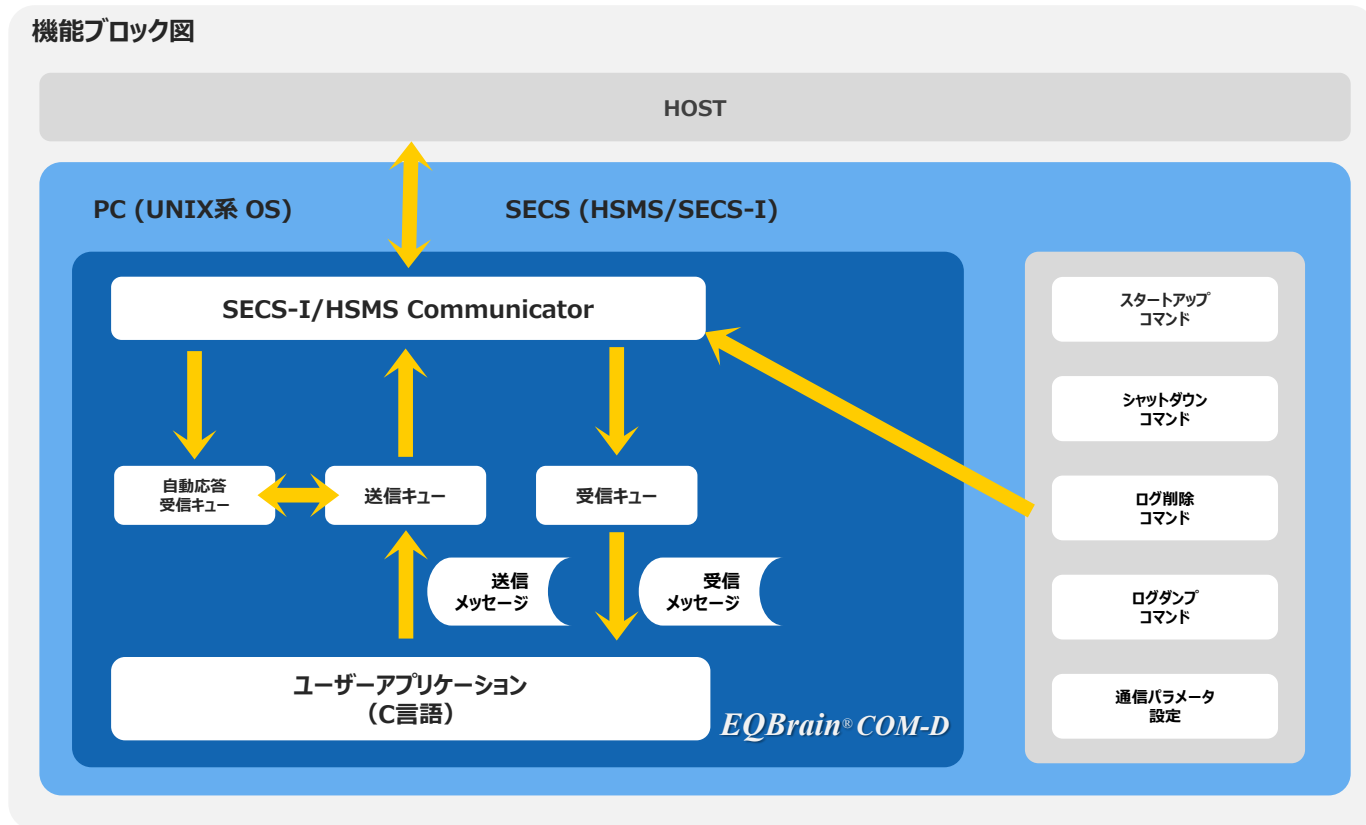 機能ブロック図
HOST
PC (UNIX系 OS)
SECS (HSMS/SECS-I)
SECS-I/HSMS Communicator
自動応答
受信キュー
送信キュー
受信キュー
送信
メッセージ
受信
メッセージ
ユーザーアプリケーション
（C言語）
EQBrain® COM-D
スタートアップ
コマンド
シャットダウン
コマンド
ログ削除
コマンド
ログダンプ
コマンド
通信パラメータ
設定